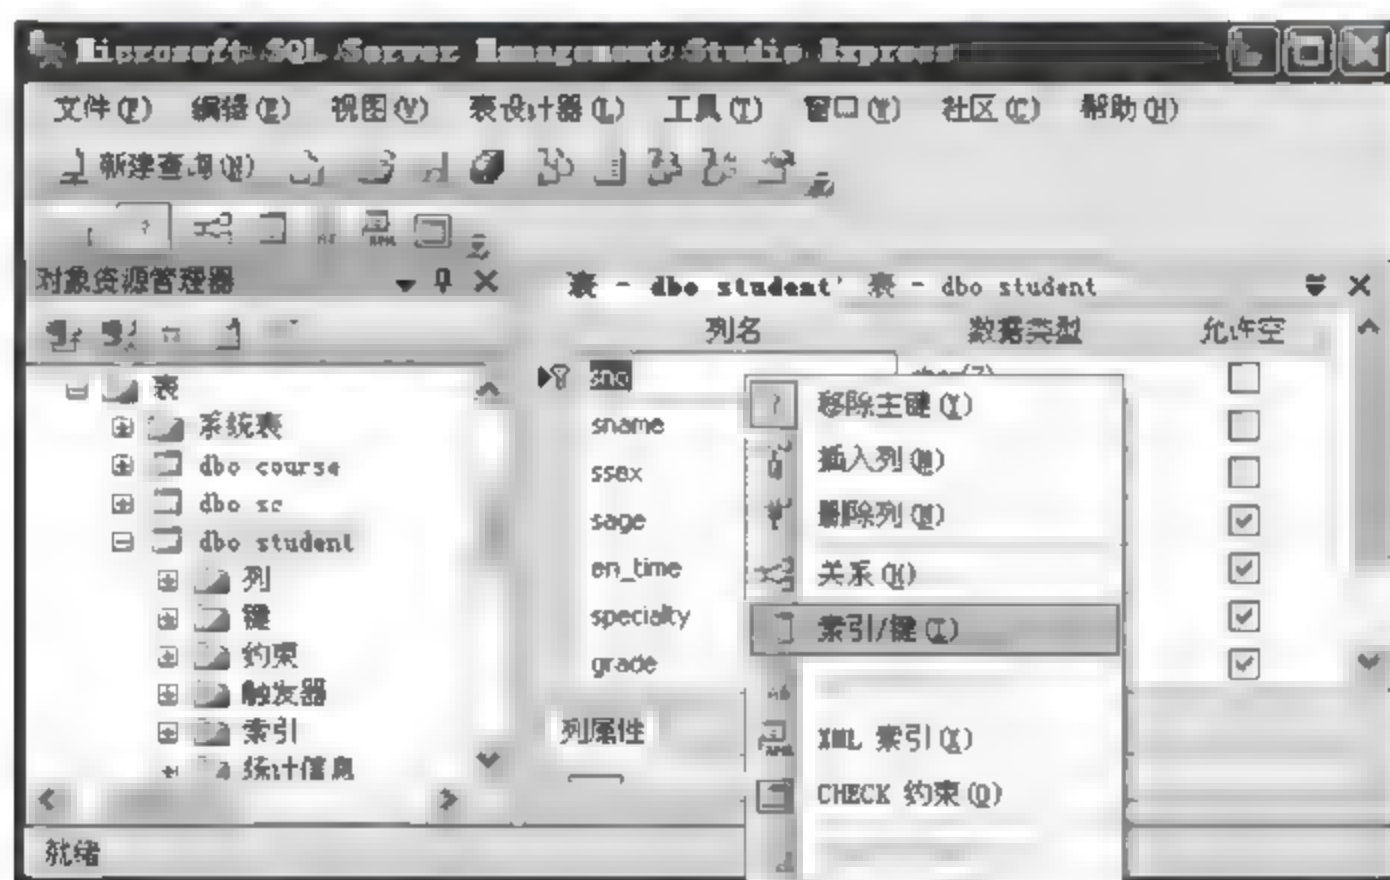 Microsoft SQL Server Management Studio Express
文件(F) 编辑(E) 视图(V) 表设计器(L) 工具(T) 窗口(W) 社区(C) 帮助(H)
新建查询(N)
对象资源管理器
表 - dbo student* 表 - dbo student
列名 数据类型 允许空
表
系统表
dbo course
dbo sc
dbo student
列
键
约束
触发器
索引
统计信息
sno char(7)
sname
ssex
sage
en_time
specialty
grade
列属性
移除主键(Y)
插入列(M)
删除列(N)
关系(H)
索引/键(I)
XML 索引(X)
CHECK 约束(O)
就绪